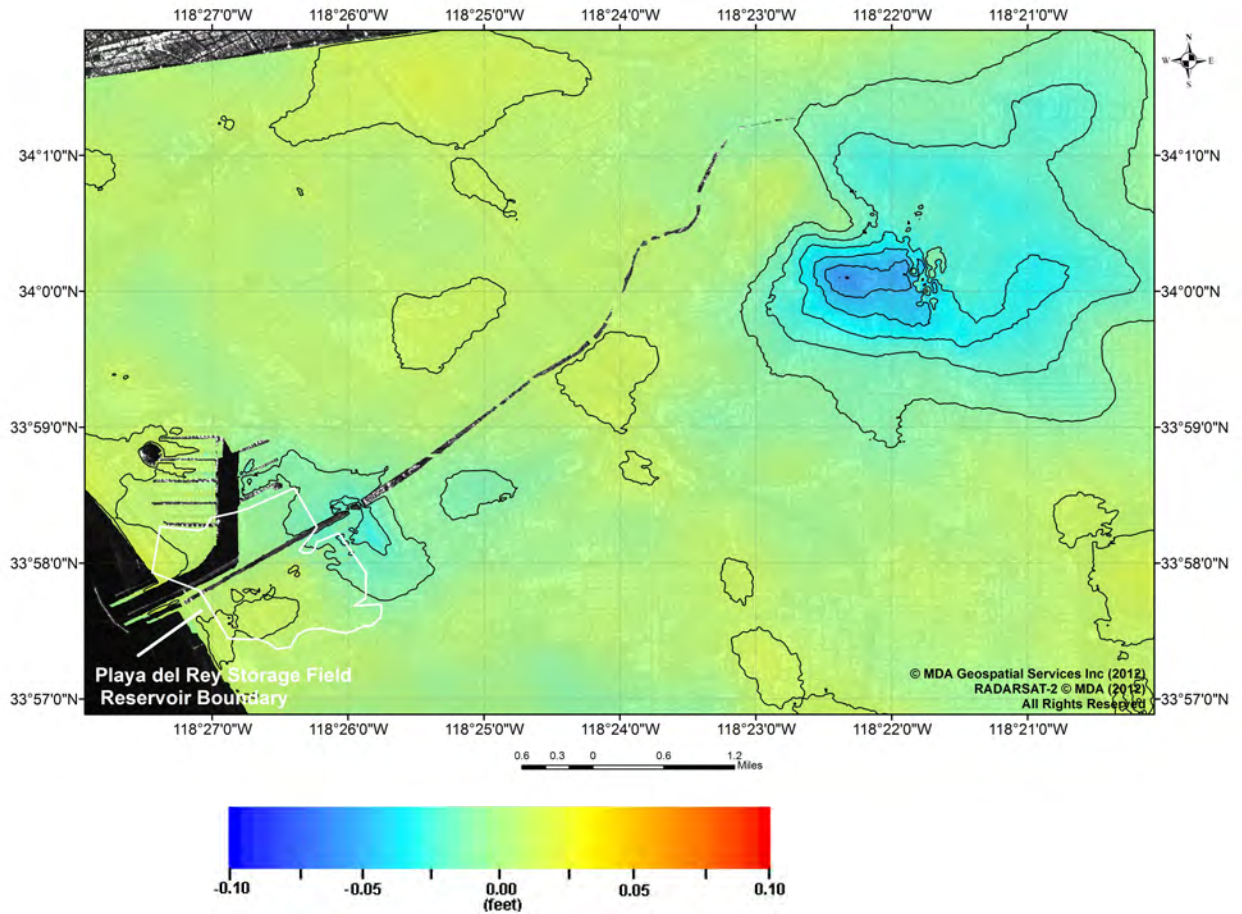 118°27'0"W 118°26'0"W 118°25'0"W 118°24'0"W 118°23'0"W 118°22'0"W 118°21'0"W
N
W E
S
34°1'0"N 34°1'0"N
34°0'0"N 34°0'0"N
33°59'0"N 33°59'0"N
33°58'0"N 33°58'0"N
Playa del Rey Storage Field
Reservoir Boundary
© MDA Geospatial Services Inc (2012)
RADARSAT-2 © MDA (2012)
All Rights Reserved
33°57'0"N 33°57'0"N
118°27'0"W 118°26'0"W 118°25'0"W 118°24'0"W 118°23'0"W 118°22'0"W 118°21'0"W
0.6 0.3 0 0.6 1.2
Miles
-0.10 -0.05 0.00 0.05 0.10
(feet)